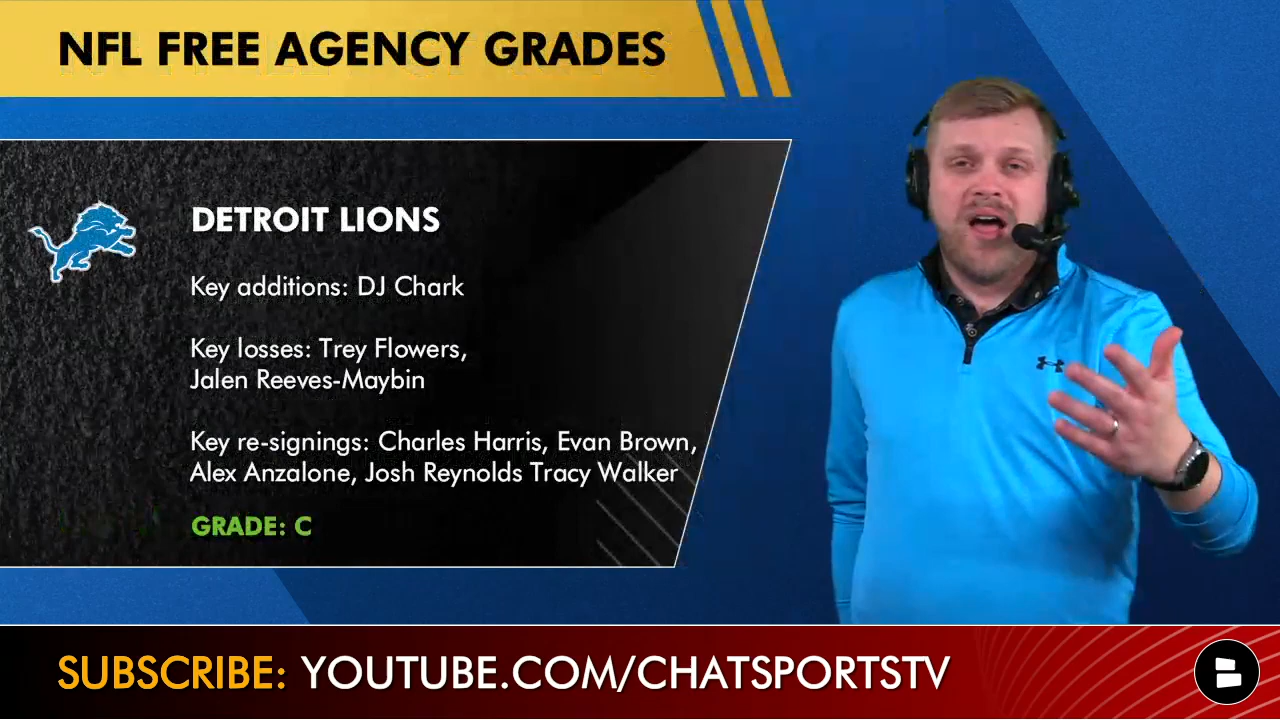 NFL FREE AGENCY GRADES
DETROIT LIONS
Key additions: DJ Chark
Key losses: Trey Flowers,
Jalen Reeves-Maybin
Key re-signings: Charles Harris, Evan Brown,
Alex Anzalone, Josh Reynolds Tracy Walker
GRADE: C
SUBSCRIBE: YOUTUBE.COM/CHATSPORTSTV